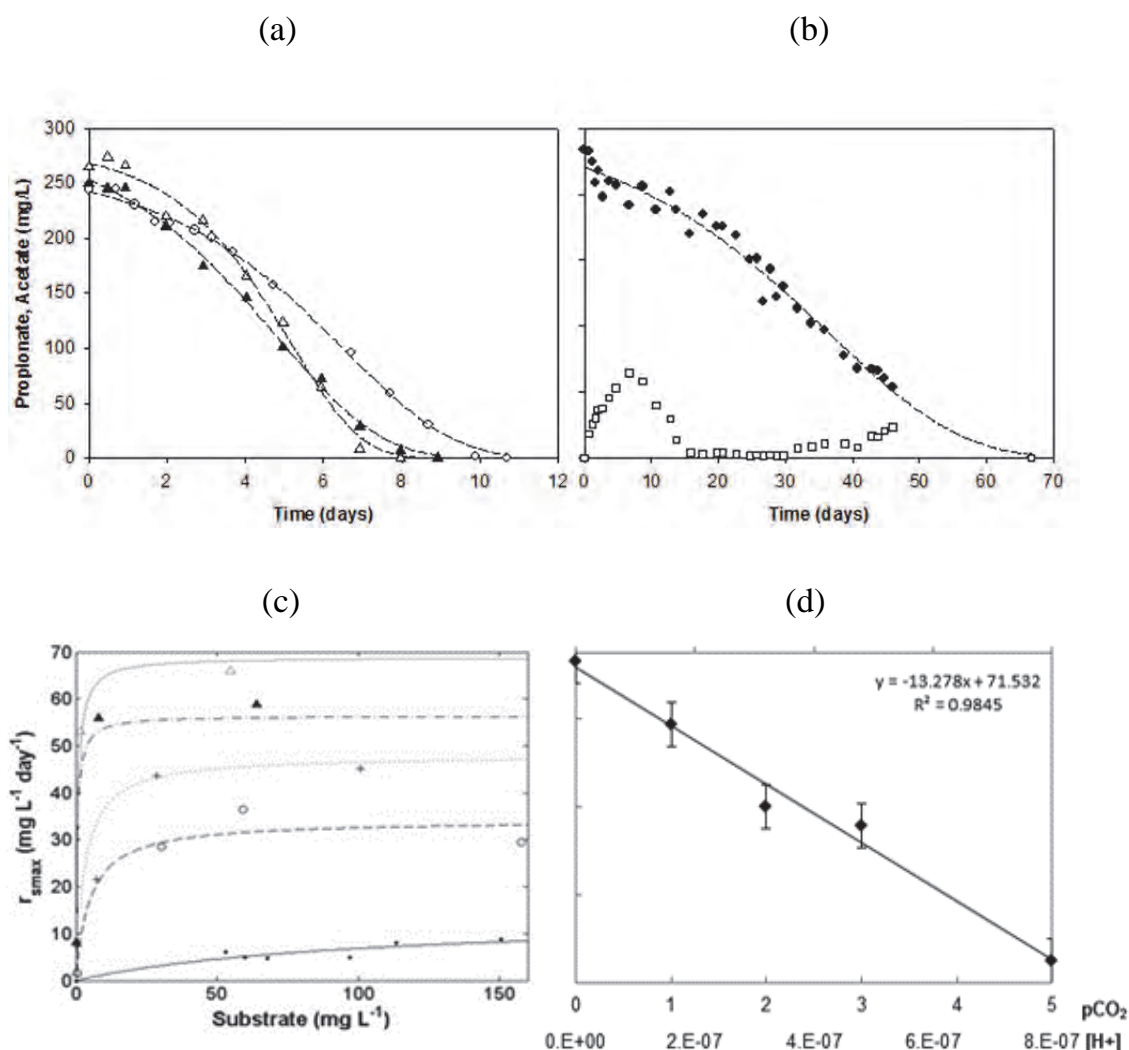 (a)
(b)
Propionate, Acetate (mg/L)
300
250
200
150
100
50
0
0 2 4 6 8 10 12
Time (days)
0 10 20 30 40 50 60 70
Time (days)
(c)
(d)
r_smax (mg L⁻¹ day⁻¹)
70
60
50
40
30
20
10
0
0 50 100 150
Substrate (mg L⁻¹)
y = -13.278x + 71.532
R² = 0.9845
0 1 2 3 4 5 pCO₂
0.E+00 2.E-07 4.E-07 6.E-07 8.E-07 [H+]